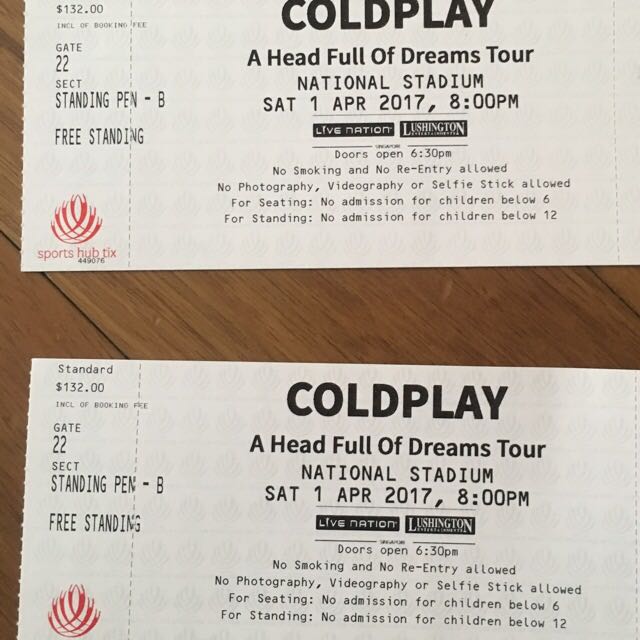 $132.00
INCL OF BOOKING FEE
GATE
22
SECT
STANDING PEN - B
FREE STANDING
sports hub tix
449076
COLDPLAY
A Head Full Of Dreams Tour
NATIONAL STADIUM
SAT 1 APR 2017, 8:00PM
LIVE NATION LUSHINGTON ENTERTAINMENTS
SINGAPORE
Doors open 6:30pm
No Smoking and No Re-Entry allowed
No Photography, Videography or Selfie Stick allowed
For Seating: No admission for children below 6
For Standing: No admission for children below 12
Standard
$132.00
INCL OF BOOKING FEE
GATE
22
SECT
STANDING PEN - B
FREE STANDING
COLDPLAY
A Head Full Of Dreams Tour
NATIONAL STADIUM
SAT 1 APR 2017, 8:00PM
LIVE NATION LUSHINGTON ENTERTAINMENTS
SINGAPORE
Doors open 6:30pm
No Smoking and No Re-Entry allowed
No Photography, Videography or Selfie Stick allowed
For Seating: No admission for children below 6
For Standing: No admission for children below 12